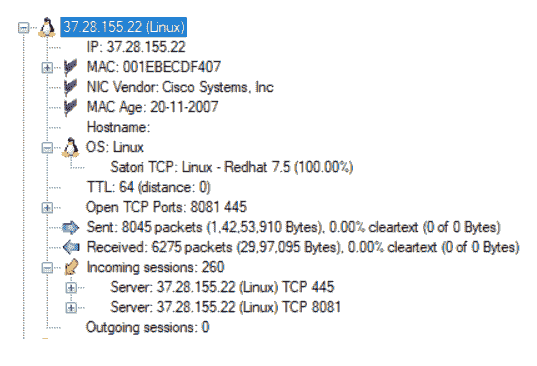 37.28.155.22 (Linux)
IP: 37.28.155.22
MAC: 001EBECDF407
NIC Vendor: Cisco Systems, Inc
MAC Age: 20-11-2007
Hostname:
OS: Linux
Satori TCP: Linux - Redhat 7.5 (100.00%)
TTL: 64 (distance: 0)
Open TCP Ports: 8081 445
Sent: 8045 packets (1,42,53,910 Bytes), 0.00% cleartext (0 of 0 Bytes)
Received: 6275 packets (29,97,095 Bytes), 0.00% cleartext (0 of 0 Bytes)
Incoming sessions: 260
Server: 37.28.155.22 (Linux) TCP 445
Server: 37.28.155.22 (Linux) TCP 8081
Outgoing sessions: 0